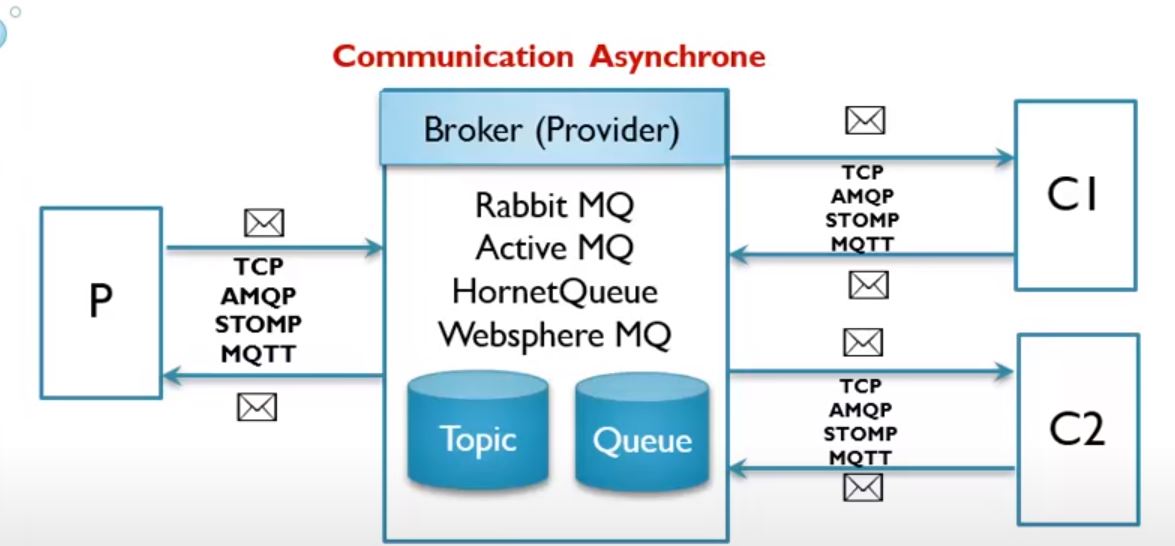 Communication Asynchrone
Broker (Provider)
Rabbit MQ
Active MQ
HornetQueue
Websphere MQ
Topic
Queue
P
TCP
AMQP
STOMP
MQTT
TCP
AMQP
STOMP
MQTT
C1
TCP
AMQP
STOMP
MQTT
C2